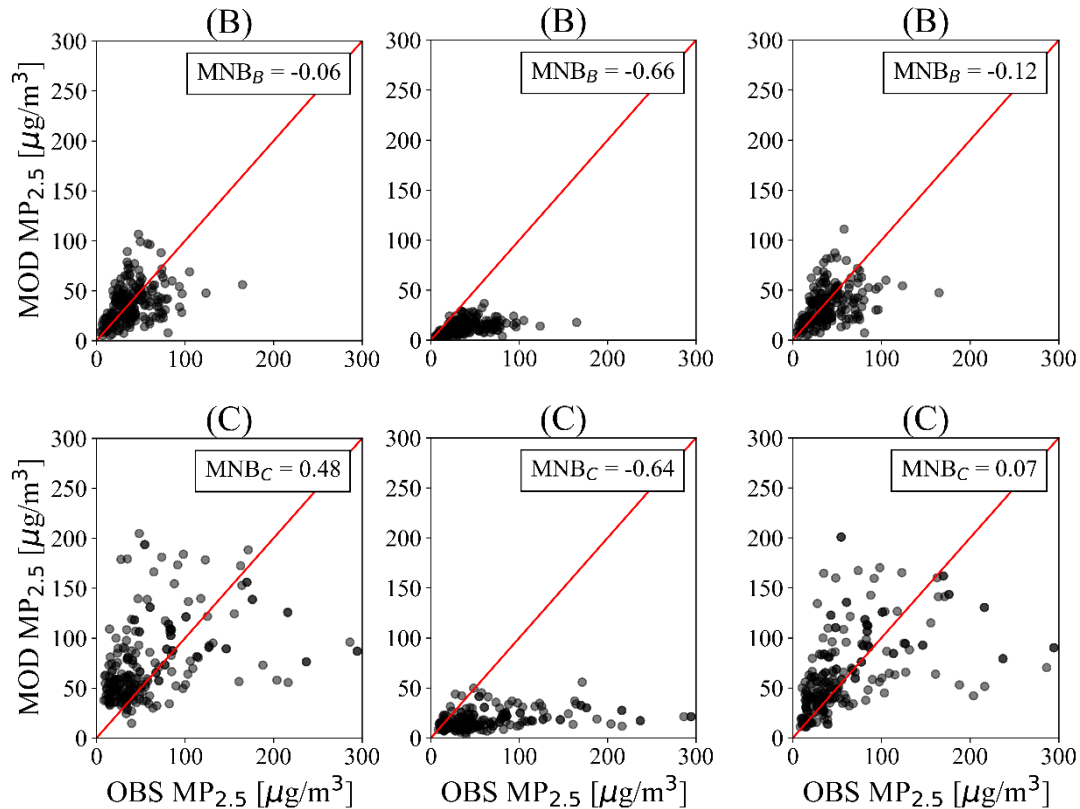 (B) (B) (B)
300 300 300
MNB_B = -0.06 MNB_B = -0.66 MNB_B = -0.12
250 250 250
200 200 200
150 150 150
100 100 100
50 50 50
0 0 0
MOD MP_2.5 [μg/m³]
0 100 200 300 0 100 200 300 0 100 200 300
(C) (C) (C)
300 300 300
MNB_C = 0.48 MNB_C = -0.64 MNB_C = 0.07
250 250 250
200 200 200
150 150 150
100 100 100
50 50 50
0 0 0
MOD MP_2.5 [μg/m³]
0 100 200 300 0 100 200 300 0 100 200 300
OBS MP_2.5 [μg/m³] OBS MP_2.5 [μg/m³] OBS MP_2.5 [μg/m³]